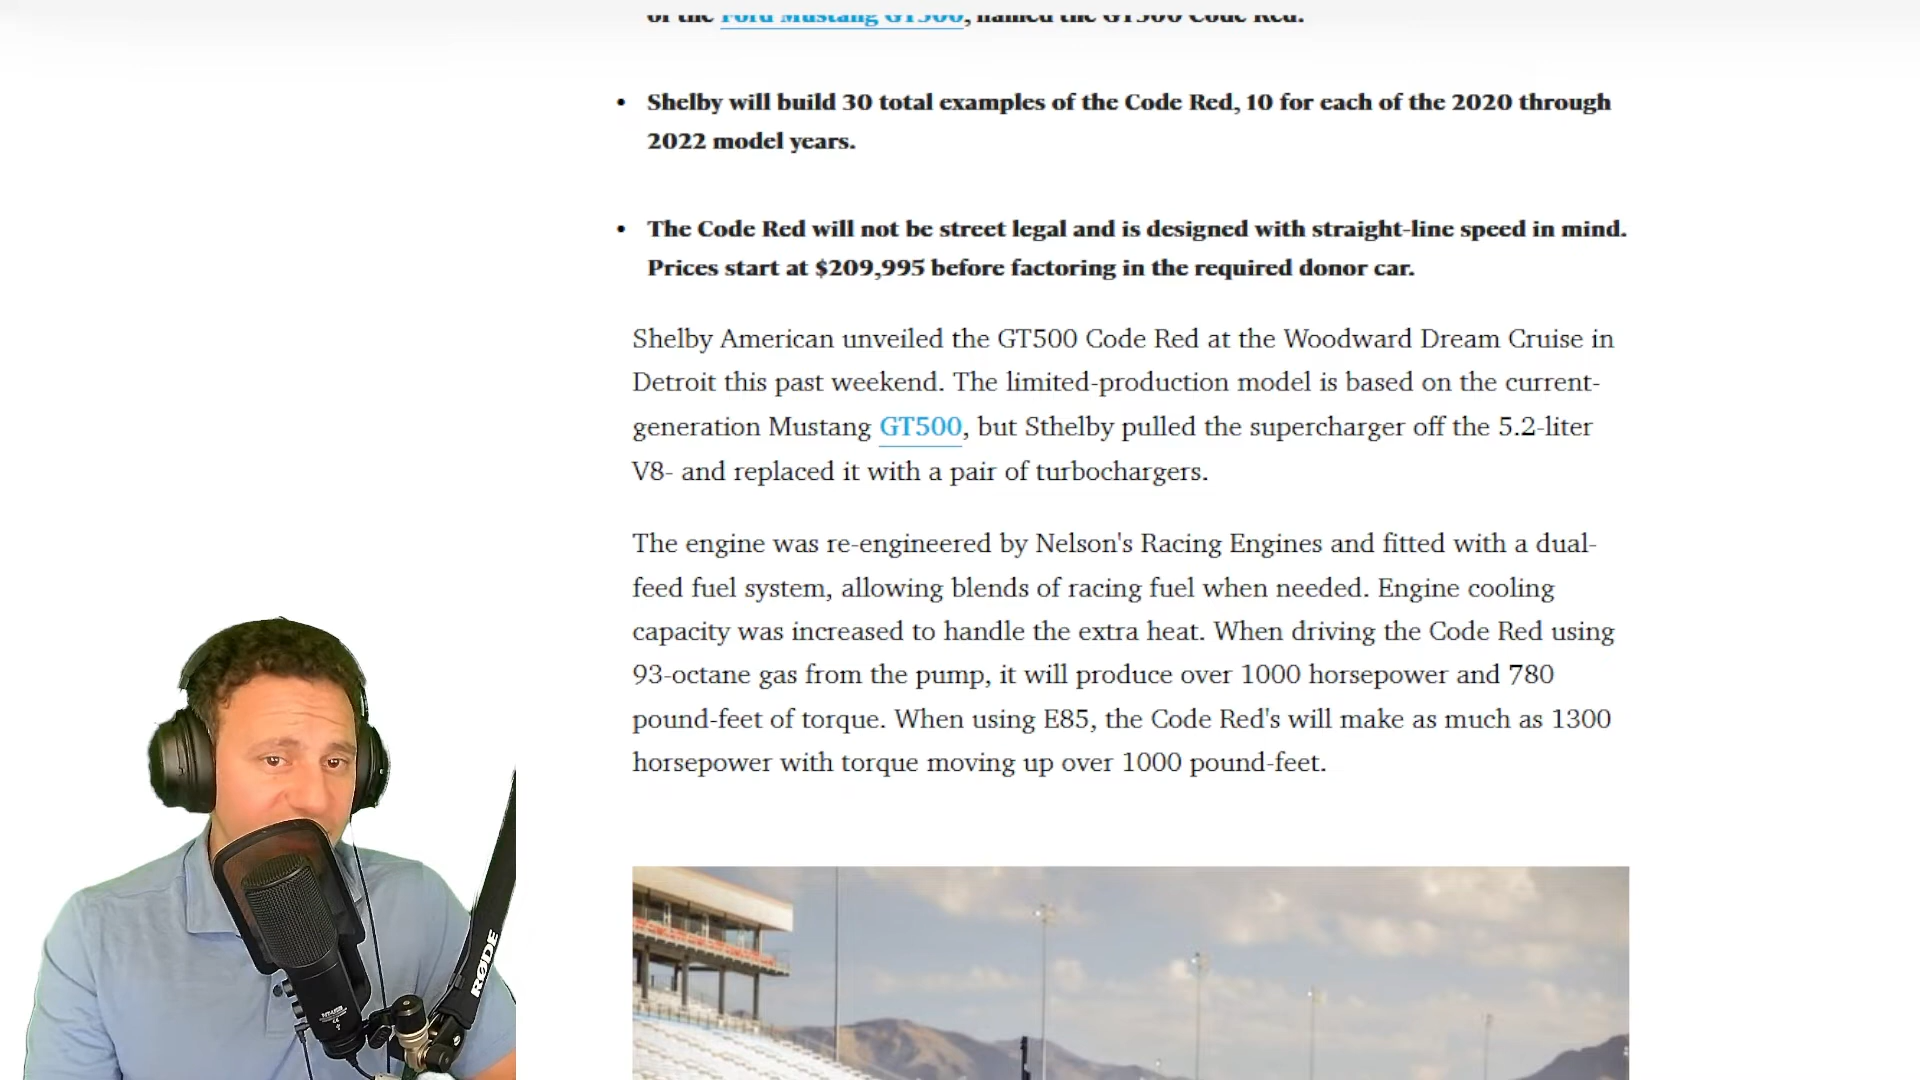 of the Ford Mustang GT500, named the GT500 Code Red.
• Shelby will build 30 total examples of the Code Red, 10 for each of the 2020 through
2022 model years.
• The Code Red will not be street legal and is designed with straight-line speed in mind.
Prices start at $209,995 before factoring in the required donor car.
Shelby American unveiled the GT500 Code Red at the Woodward Dream Cruise in
Detroit this past weekend. The limited-production model is based on the current-
generation Mustang GT500, but Sthelby pulled the supercharger off the 5.2-liter
V8- and replaced it with a pair of turbochargers.
The engine was re-engineered by Nelson's Racing Engines and fitted with a dual-
feed fuel system, allowing blends of racing fuel when needed. Engine cooling
capacity was increased to handle the extra heat. When driving the Code Red using
93-octane gas from the pump, it will produce over 1000 horsepower and 780
pound-feet of torque. When using E85, the Code Red's will make as much as 1300
horsepower with torque moving up over 1000 pound-feet.
RØDE